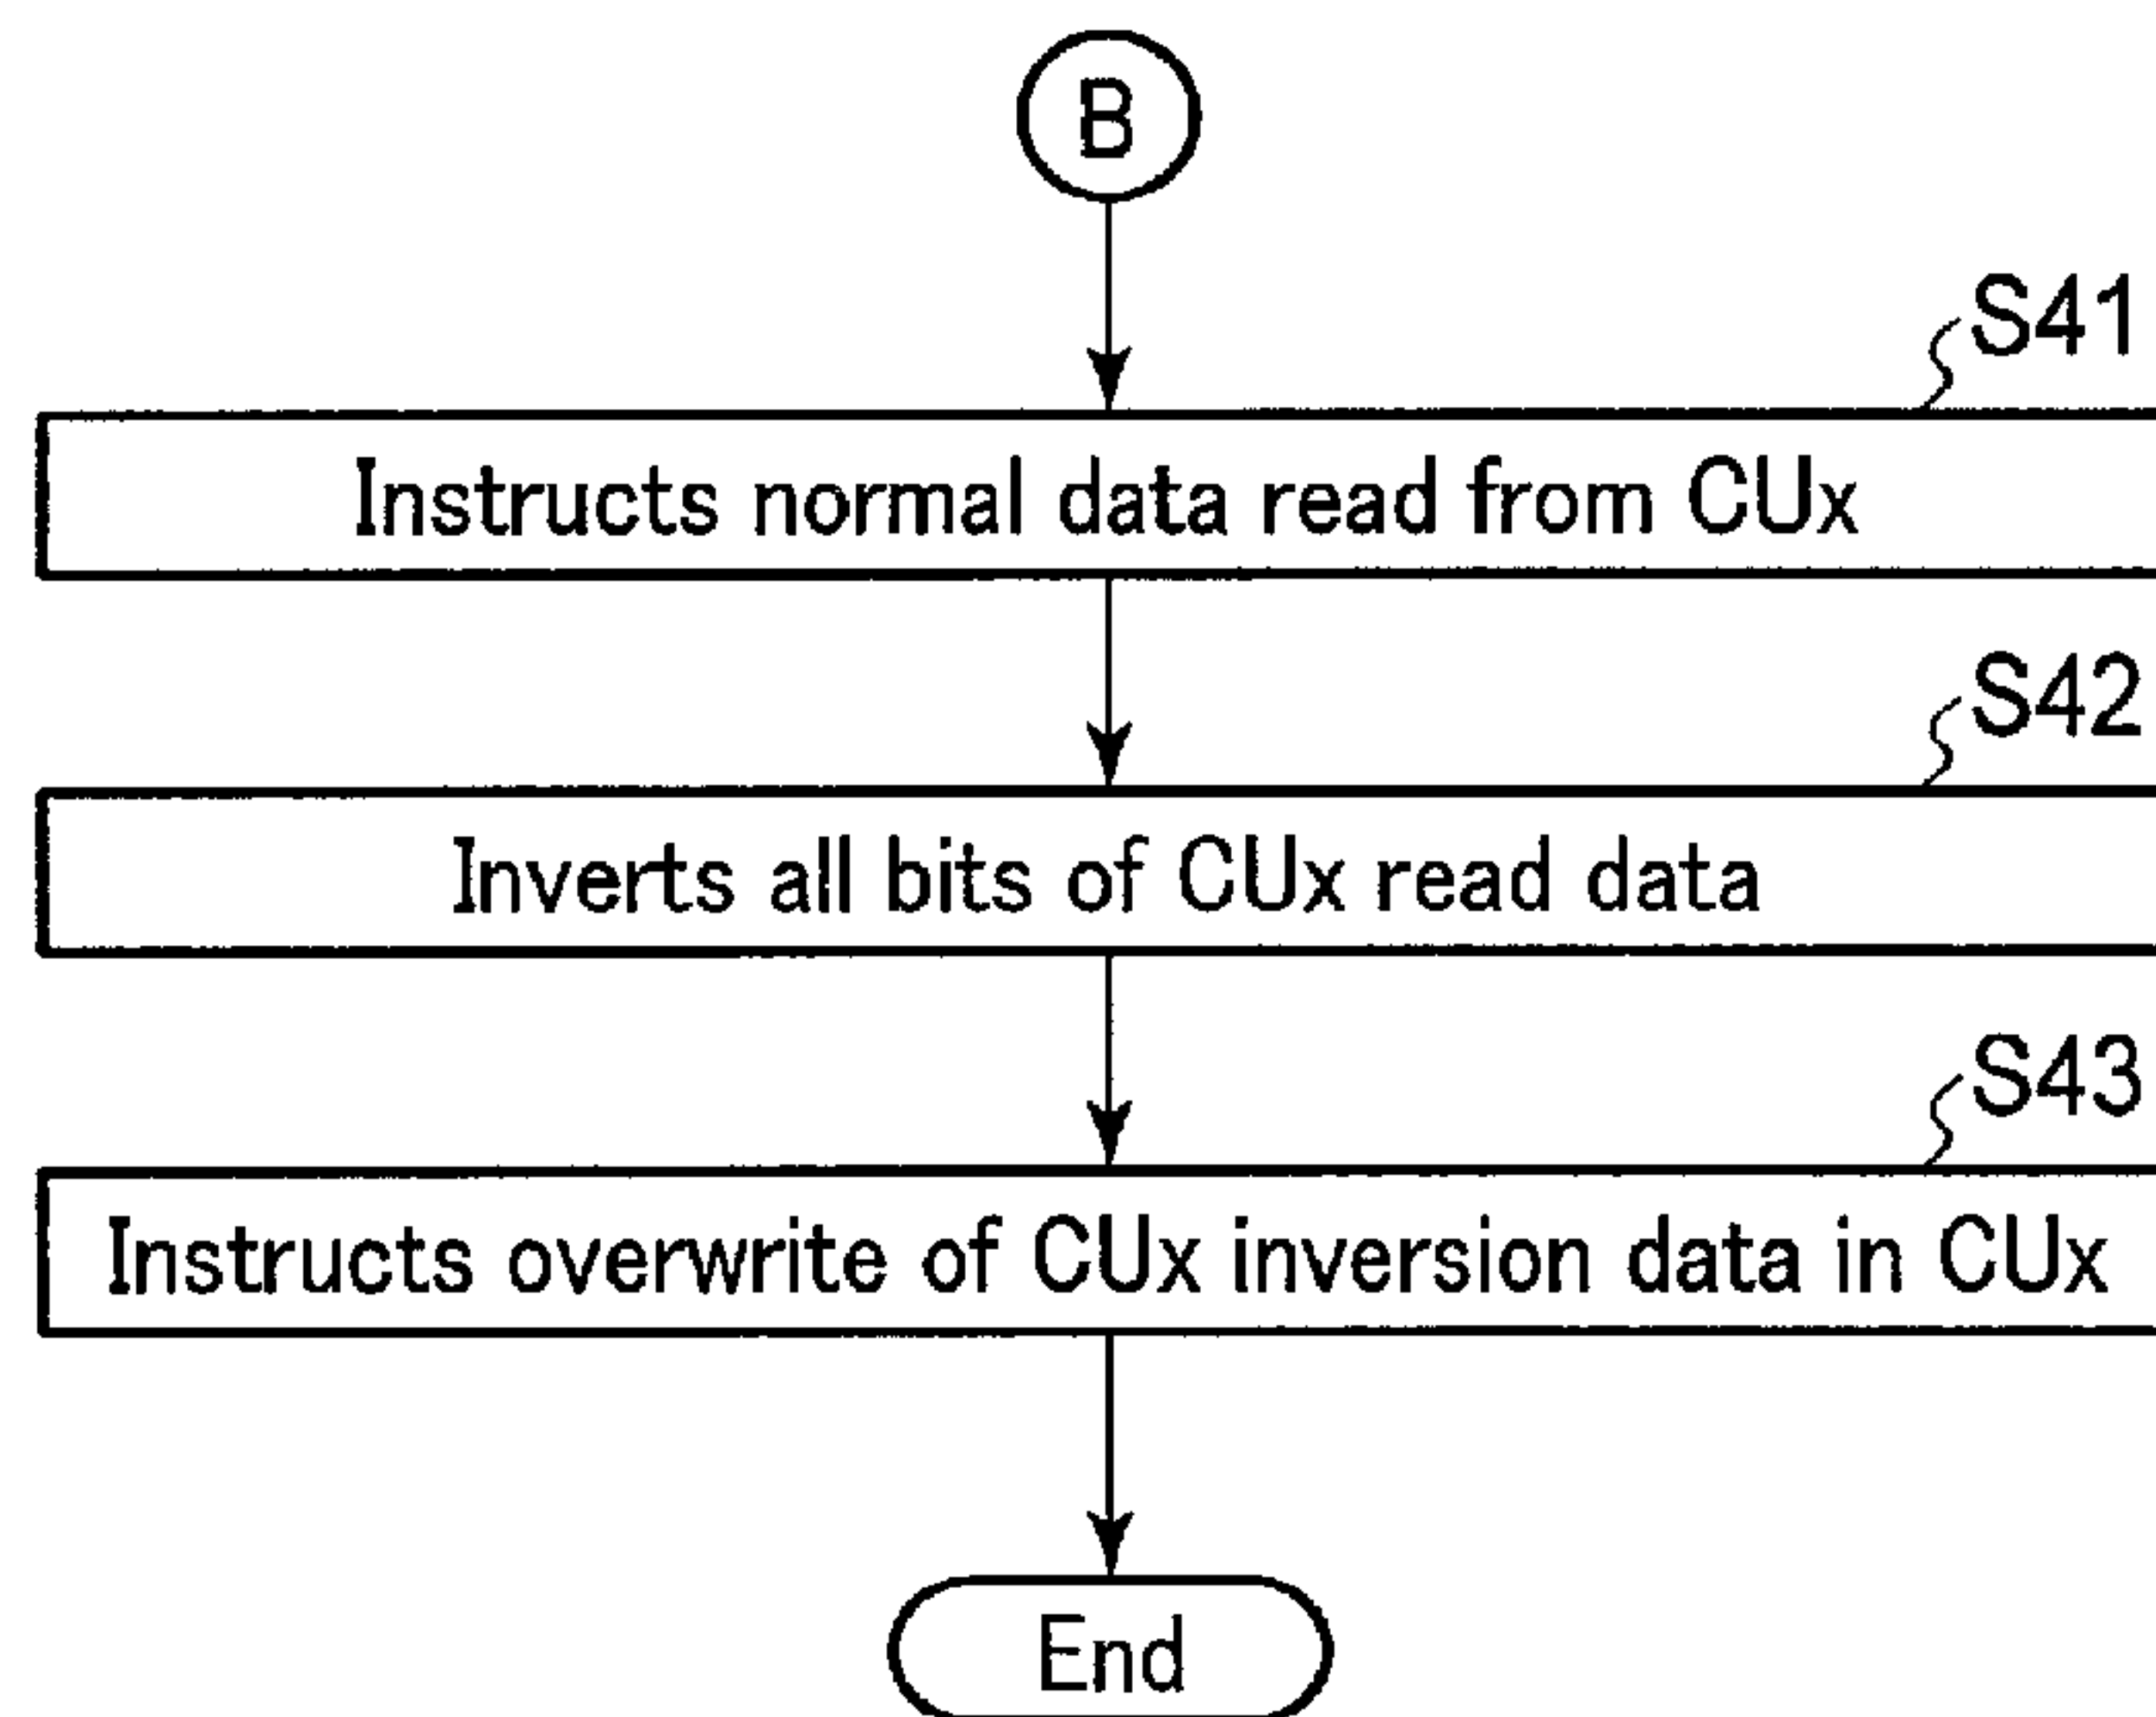 B
S41
Instructs normal data read from CUx
S42
Inverts all bits of CUx read data
S43
Instructs overwrite of CUx inversion data in CUx
End